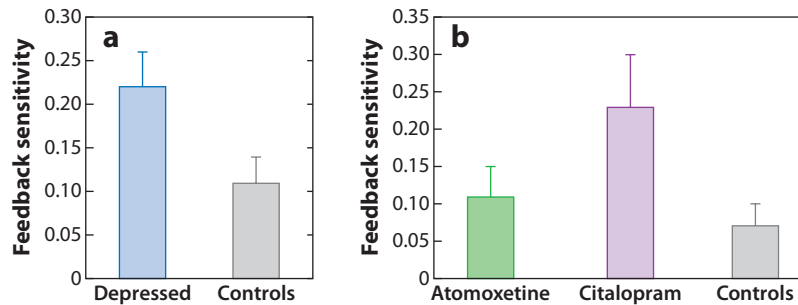 a
Feedback sensitivity
0.30
0.25
0.20
0.15
0.10
0.05
0
Depressed Controls
b
Feedback sensitivity
0.35
0.30
0.25
0.20
0.15
0.10
0.05
0
Atomoxetine Citalopram Controls